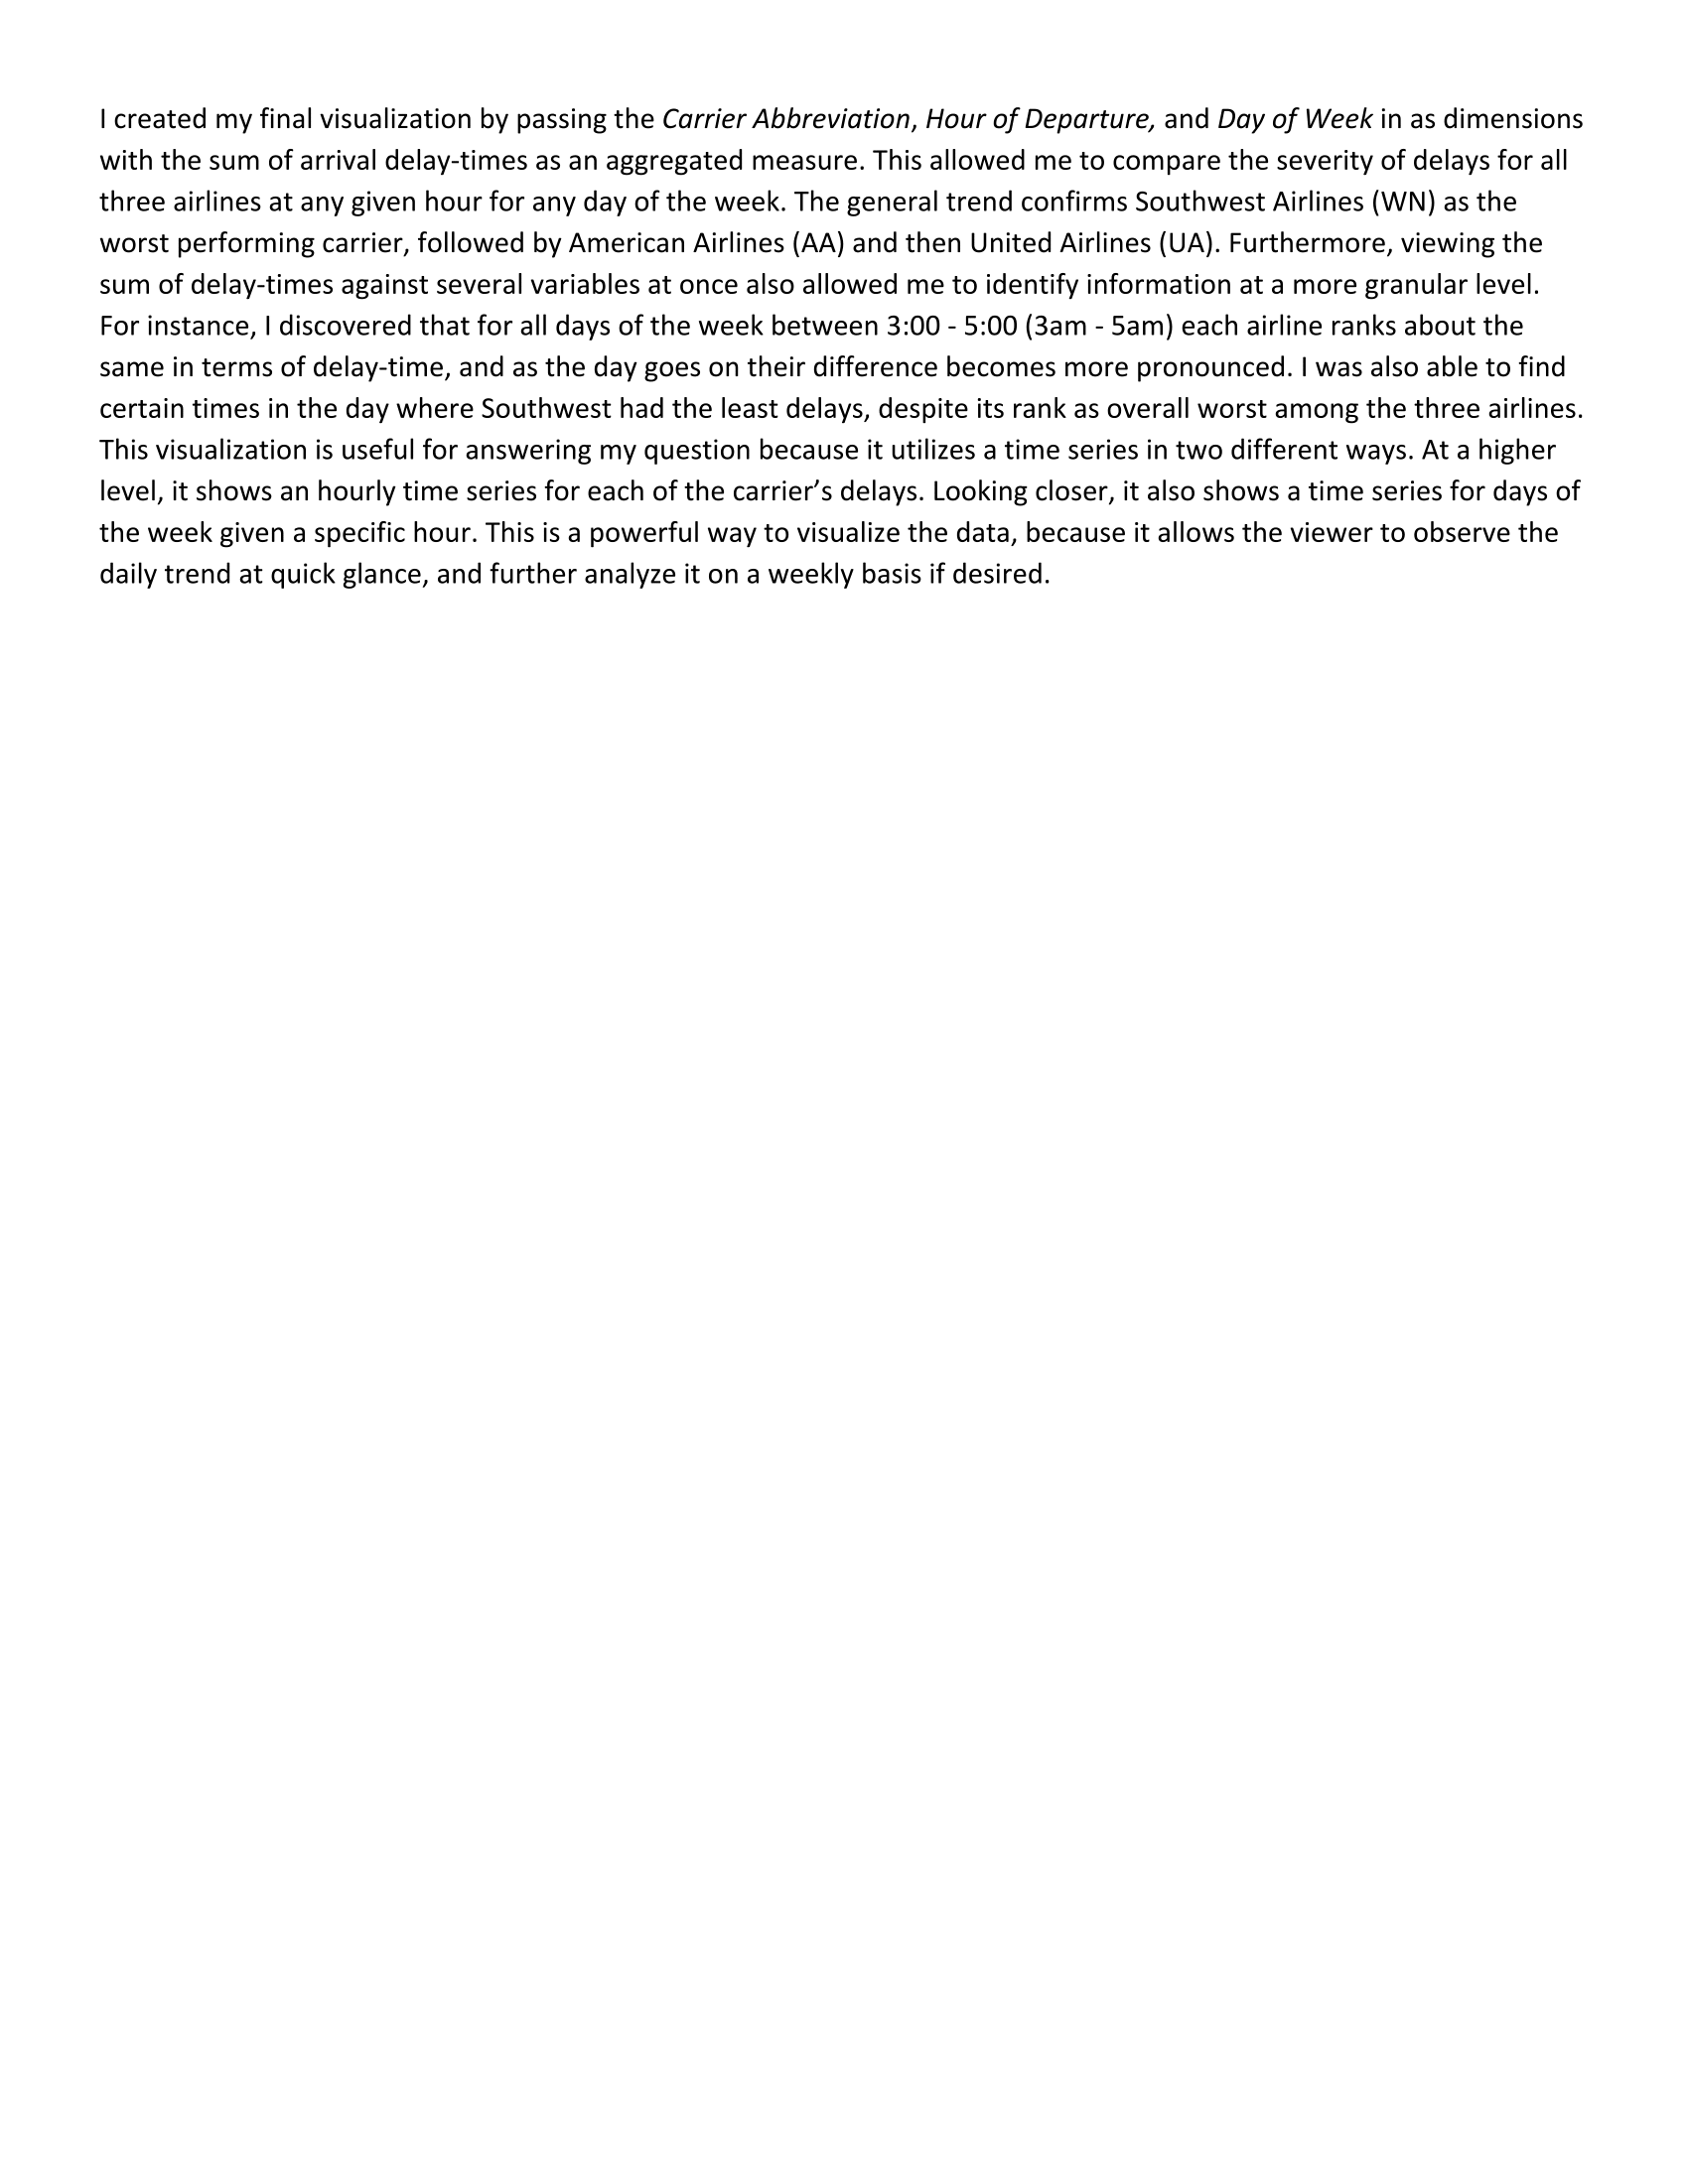 I created my final visualization by passing the Carrier Abbreviation, Hour of Departure, and Day of Week in as dimensions
with the sum of arrival delay-times as an aggregated measure. This allowed me to compare the severity of delays for all
three airlines at any given hour for any day of the week. The general trend confirms Southwest Airlines (WN) as the
worst performing carrier, followed by American Airlines (AA) and then United Airlines (UA). Furthermore, viewing the
sum of delay-times against several variables at once also allowed me to identify information at a more granular level.
For instance, I discovered that for all days of the week between 3:00 - 5:00 (3am - 5am) each airline ranks about the
same in terms of delay-time, and as the day goes on their difference becomes more pronounced. I was also able to find
certain times in the day where Southwest had the least delays, despite its rank as overall worst among the three airlines.
This visualization is useful for answering my question because it utilizes a time series in two different ways. At a higher
level, it shows an hourly time series for each of the carrier’s delays. Looking closer, it also shows a time series for days of
the week given a specific hour. This is a powerful way to visualize the data, because it allows the viewer to observe the
daily trend at quick glance, and further analyze it on a weekly basis if desired.